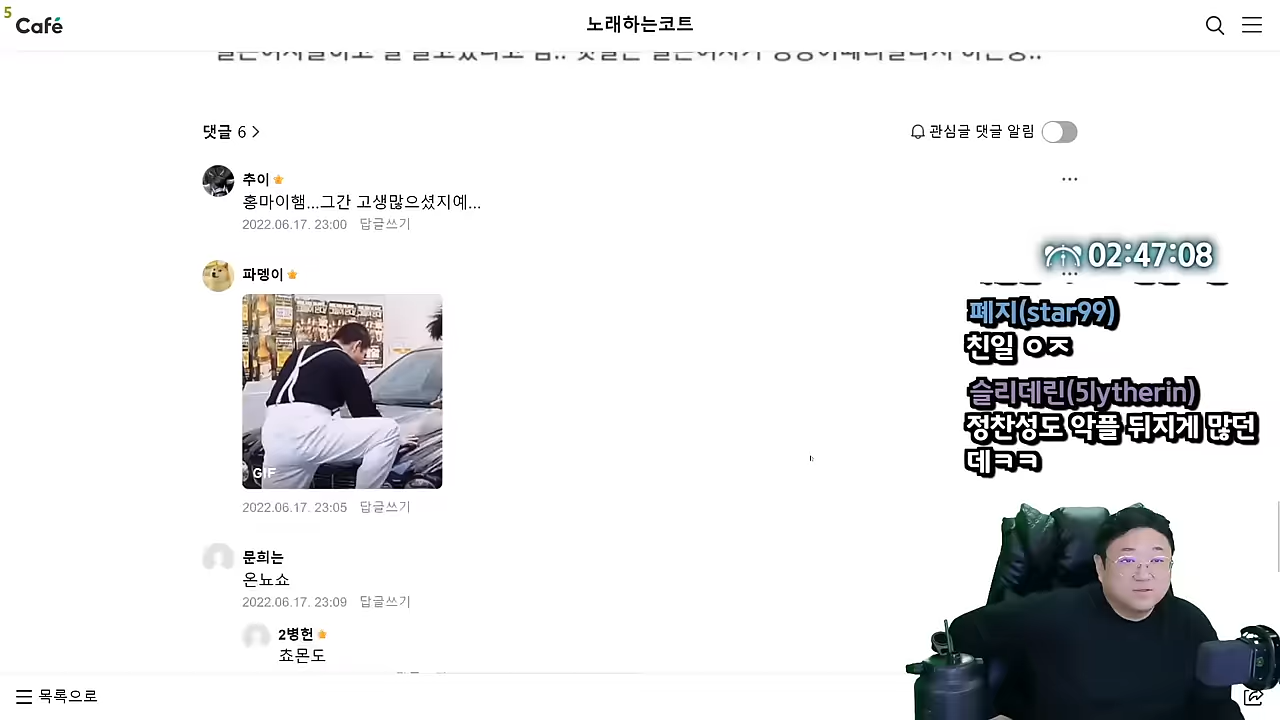 5
Café
노래하는코트
댓글 6
관심글 댓글 알림
추이
홍마이햄...그간 고생많으셨지예...
2022.06.17. 23:00 답글쓰기
02:47:08
파뎅이
폐지(star99)
친일 ㅇㅈ
슬리데린(5lytherin)
정찬성도 악플 뒤지게 많던
데ㅋㅋ
GIF
2022.06.17. 23:05 답글쓰기
문희는
온뇨쇼
2022.06.17. 23:09 답글쓰기
2병헌
쵸몬도
목록으로